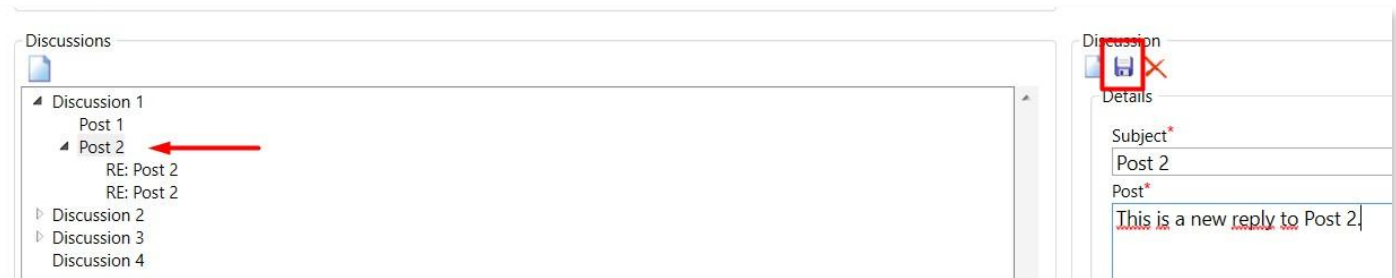 Discussions
Discussion 1
Post 1
Post 2
RE: Post 2
RE: Post 2
Discussion 2
Discussion 3
Discussion 4
Discussion
Details
Subject*
Post 2
Post*
This is a new reply to Post 2.